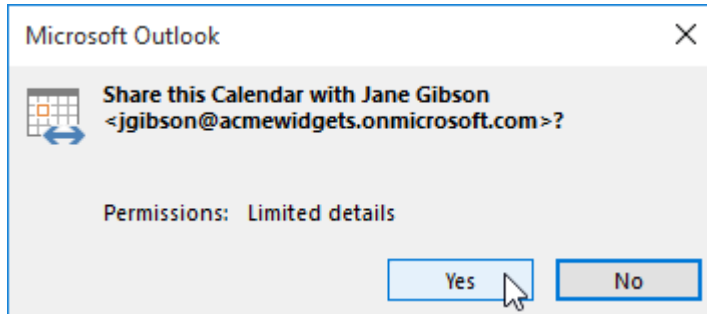 Microsoft Outlook
Share this Calendar with Jane Gibson
<jgibson@acmewidgets.onmicrosoft.com>?
Permissions: Limited details
Yes No